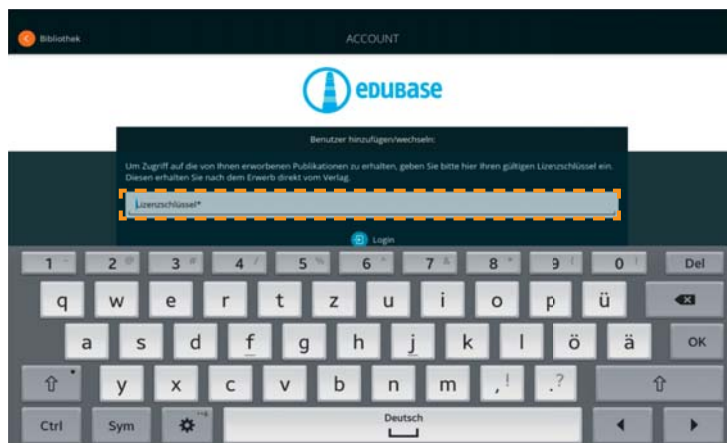 Bibliothek
ACCOUNT
eDUBaSe
Benutzer hinzufügen/wechseln:
Um Zugriff auf die von Ihnen erworbenen Publikationen zu erhalten, geben Sie bitte hier Ihren gültigen Lizenzschlüssel ein.
Diesen erhalten Sie nach dem Erwerb direkt vom Verlag.
Lizenzschlüssel*
Login
1 - 2 @ 3 # 4 / 5 % 6 ^ 7 & 8 * 9 ( 0 ) Del
q w e r t z u i o p ü
a s d f g h j k l ö ä OK
y x c v b n m , ! . ?
Ctrl Sym Deutsch